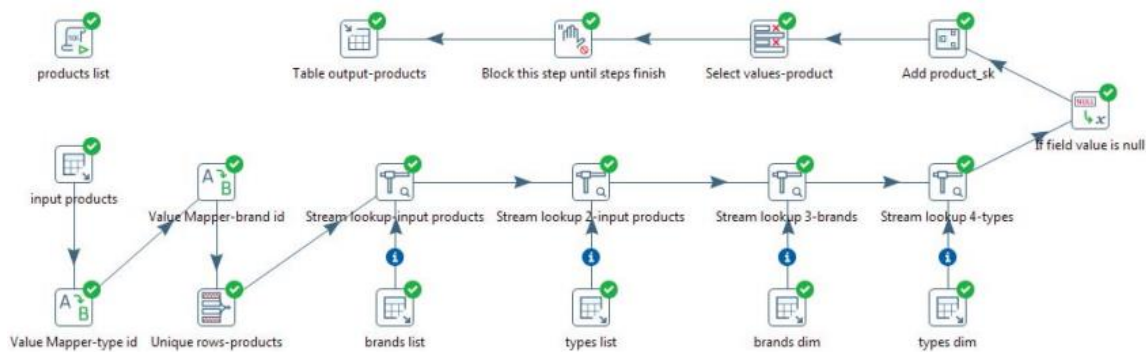 products list
Table output-products
Block this step until steps finish
Select values-product
Add product_sk
NULL
x
If field value is null
input products
A
B
Value Mapper-brand id
Stream lookup-input products
Stream lookup 2-input products
Stream lookup 3-brands
Stream lookup 4-types
i
i
i
i
A
B
Value Mapper-type id
Unique rows-products
brands list
types list
brands dim
types dim